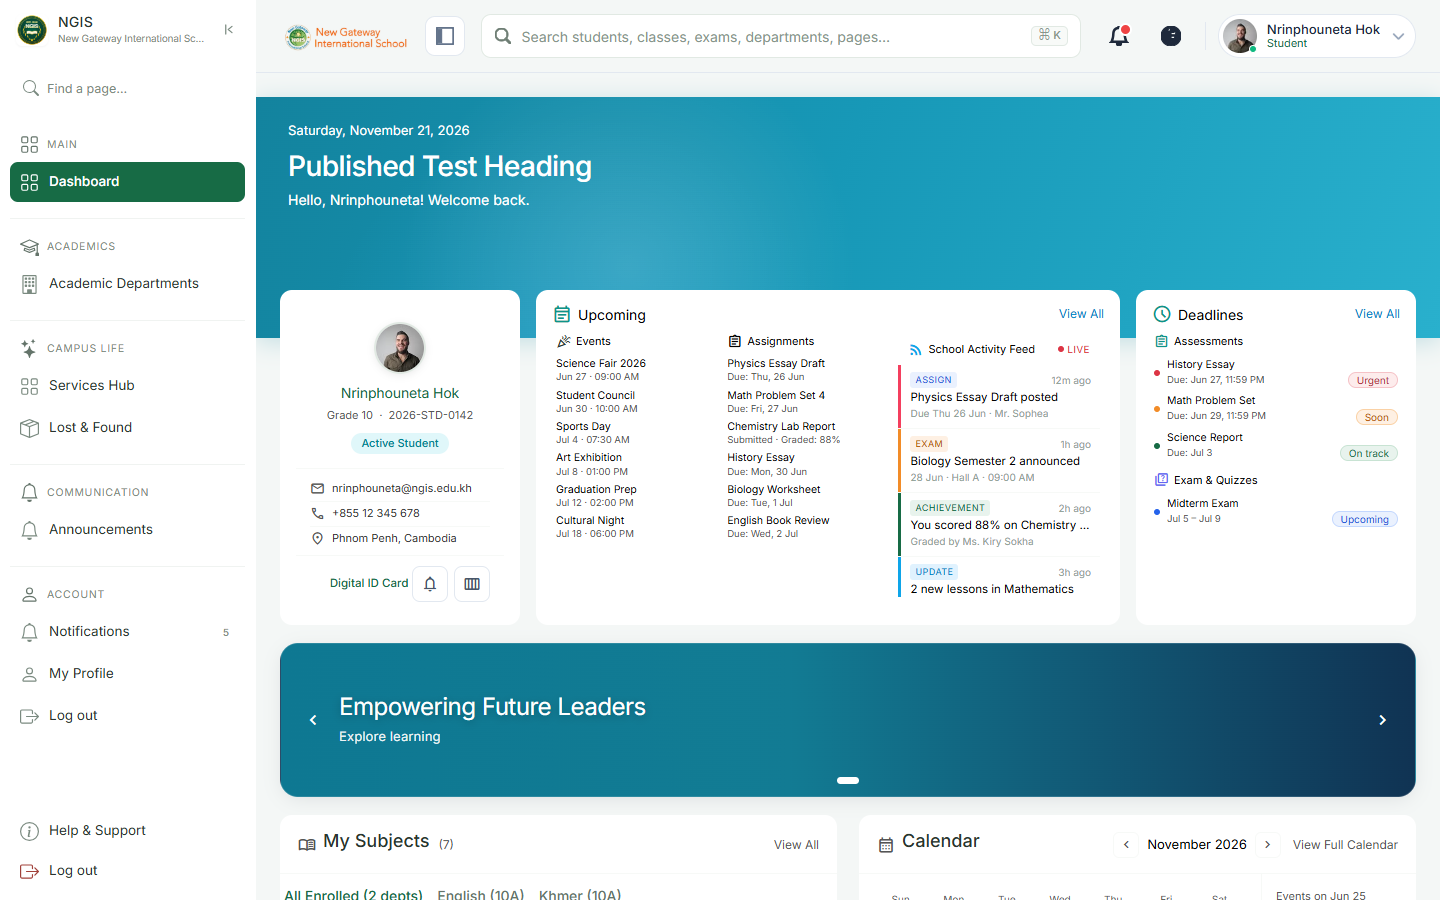 NGIS
New Gateway International Sc...
Find a page...
MAIN
Dashboard
ACADEMICS
Academic Departments
CAMPUS LIFE
Services Hub
Lost & Found
COMMUNICATION
Announcements
ACCOUNT
Notifications 5
My Profile
Log out
Help & Support
Log out
New Gateway
International School
Search students, classes, exams, departments, pages...
⌘ K
Nrinphouneta Hok
Student
Saturday, November 21, 2026
Published Test Heading
Hello, Nrinphouneta! Welcome back.
Nrinphouneta Hok
Grade 10 · 2026-STD-0142
Active Student
nrinphouneta@ngis.edu.kh
+855 12 345 678
Phnom Penh, Cambodia
Digital ID Card
Upcoming
View All
Events
Science Fair 2026
Jun 27 · 09:00 AM
Student Council
Jun 30 · 10:00 AM
Sports Day
Jul 4 · 07:30 AM
Art Exhibition
Jul 8 · 01:00 PM
Graduation Prep
Jul 12 · 02:00 PM
Cultural Night
Jul 18 · 06:00 PM
Assignments
Physics Essay Draft
Due: Thu, 26 Jun
Math Problem Set 4
Due: Fri, 27 Jun
Chemistry Lab Report
Submitted · Graded: 88%
History Essay
Due: Mon, 30 Jun
Biology Worksheet
Due: Tue, 1 Jul
English Book Review
Due: Wed, 2 Jul
School Activity Feed
LIVE
ASSIGN 12m ago
Physics Essay Draft posted
Due Thu 26 Jun · Mr. Sophea
EXAM 1h ago
Biology Semester 2 announced
28 Jun · Hall A · 09:00 AM
ACHIEVEMENT 2h ago
You scored 88% on Chemistry ...
Graded by Ms. Kiry Sokha
UPDATE 3h ago
2 new lessons in Mathematics
Deadlines
View All
Assessments
History Essay
Due: Jun 27, 11:59 PM
Urgent
Math Problem Set
Due: Jun 29, 11:59 PM
Soon
Science Report
Due: Jul 3
On track
Exam & Quizzes
Midterm Exam
Jul 5 – Jul 9
Upcoming
Empowering Future Leaders
Explore learning
My Subjects (7)
View All
All Enrolled (2 depts) English (10A) Khmer (10A)
Calendar
November 2026
View Full Calendar
Sun Mon Tue Wed Thu Fri Sat
Events on Jun 25